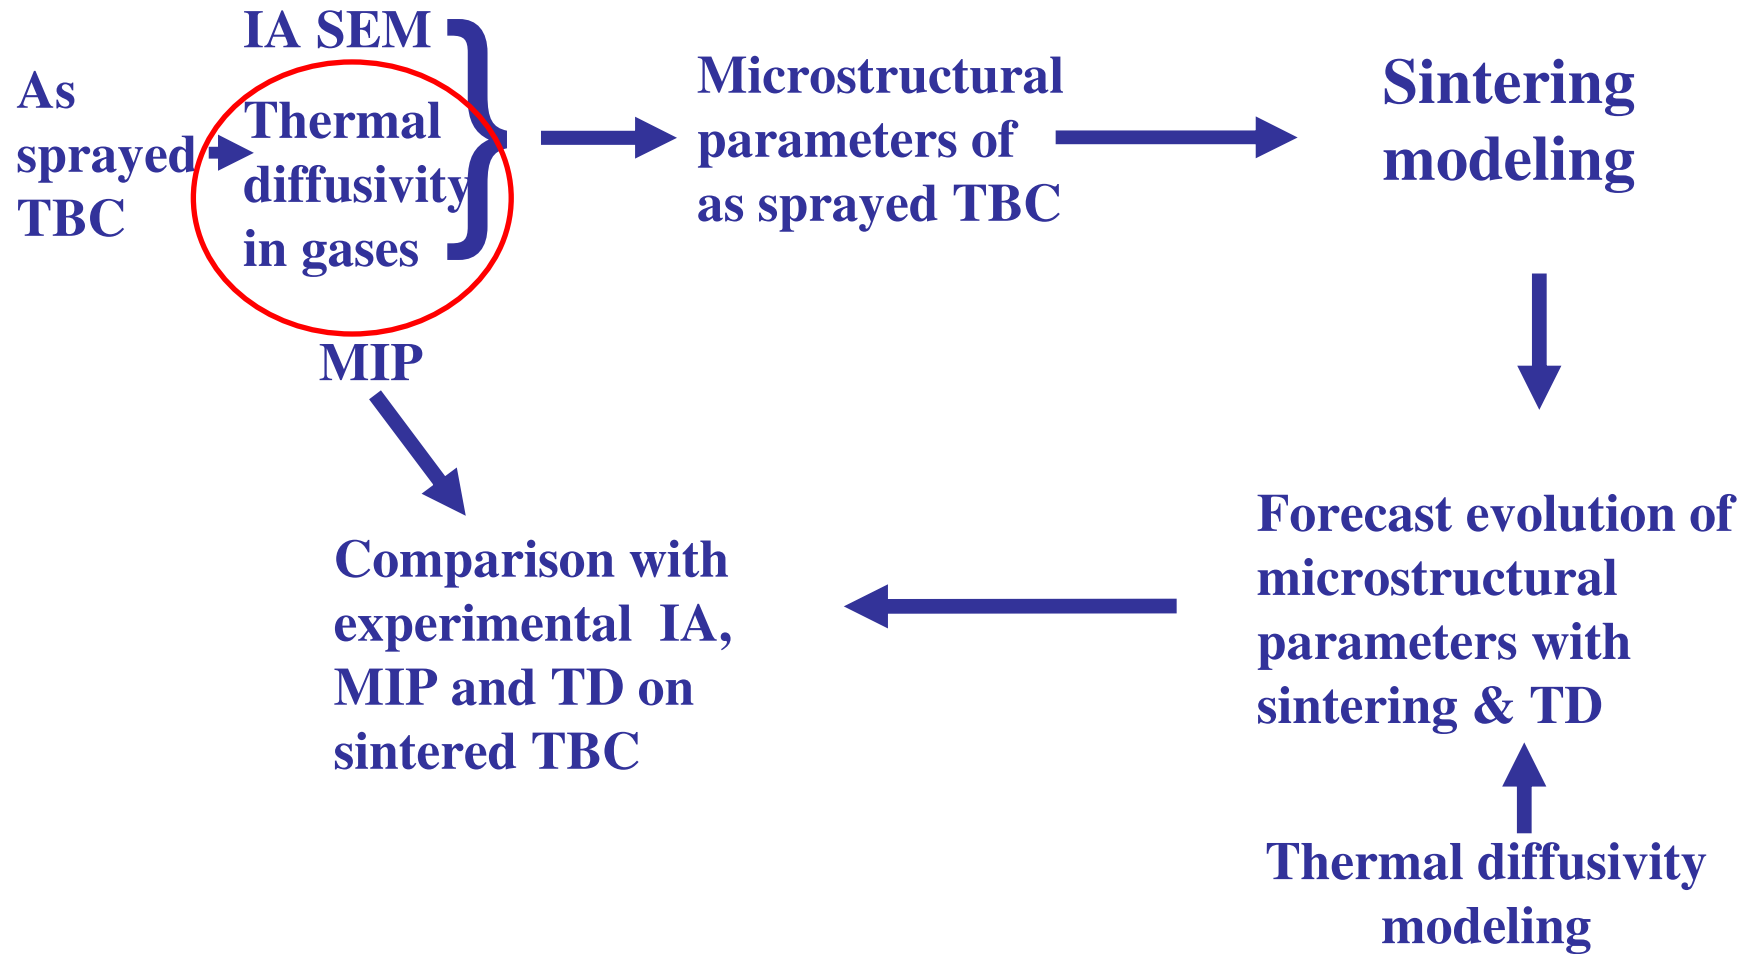 As
sprayed
TBC
IA SEM
Thermal
diffusivity
in gases
MIP
Microstructural
parameters of
as sprayed TBC
Sintering
modeling
Forecast evolution of
microstructural
parameters with
sintering & TD
Thermal diffusivity
modeling
Comparison with
experimental IA,
MIP and TD on
sintered TBC